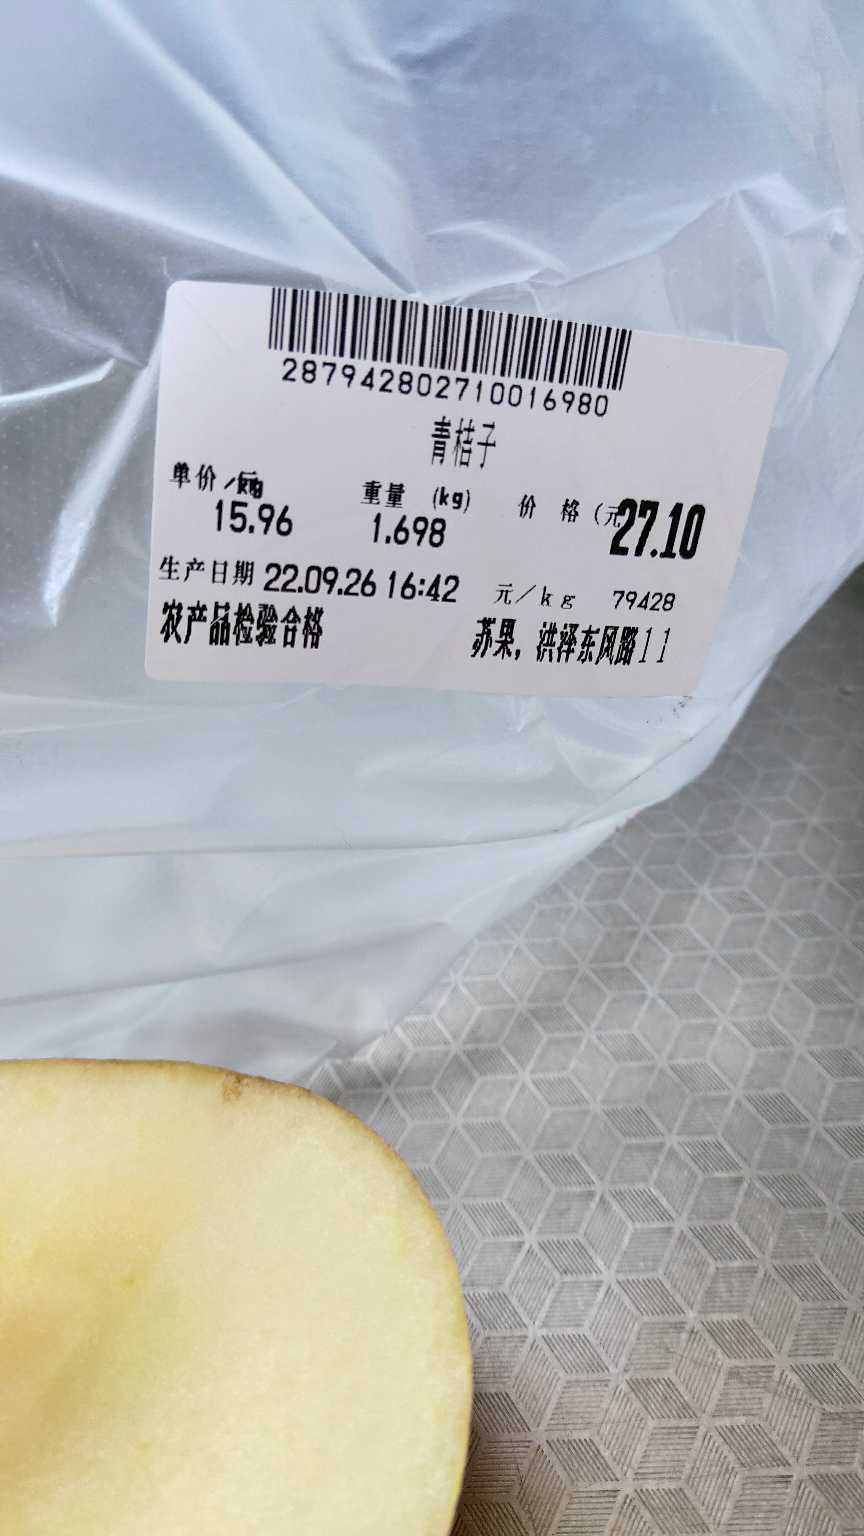 287942802710016980
青桔子
单价 /kg 重量 (kg) 价 格 (元
15.96 1.698 27.10
生产日期 22.09.26 16:42 元/kg 79428
农产品检验合格 苏果,洪泽东风路11